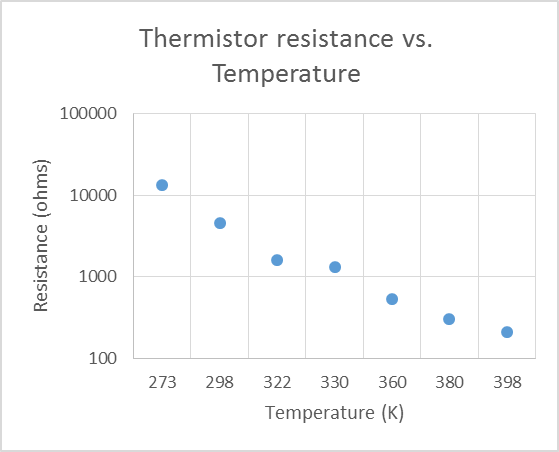 Thermistor resistance vs.
Temperature
100000
10000
1000
100
Resistance (ohms)
273 298 322 330 360 380 398
Temperature (K)